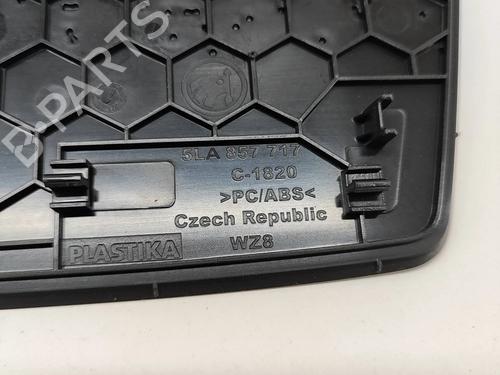 B-PARTS
5LA 857 717
C-1820
>PC/ABS<
Czech Republic
PLASTIKA
WZ8